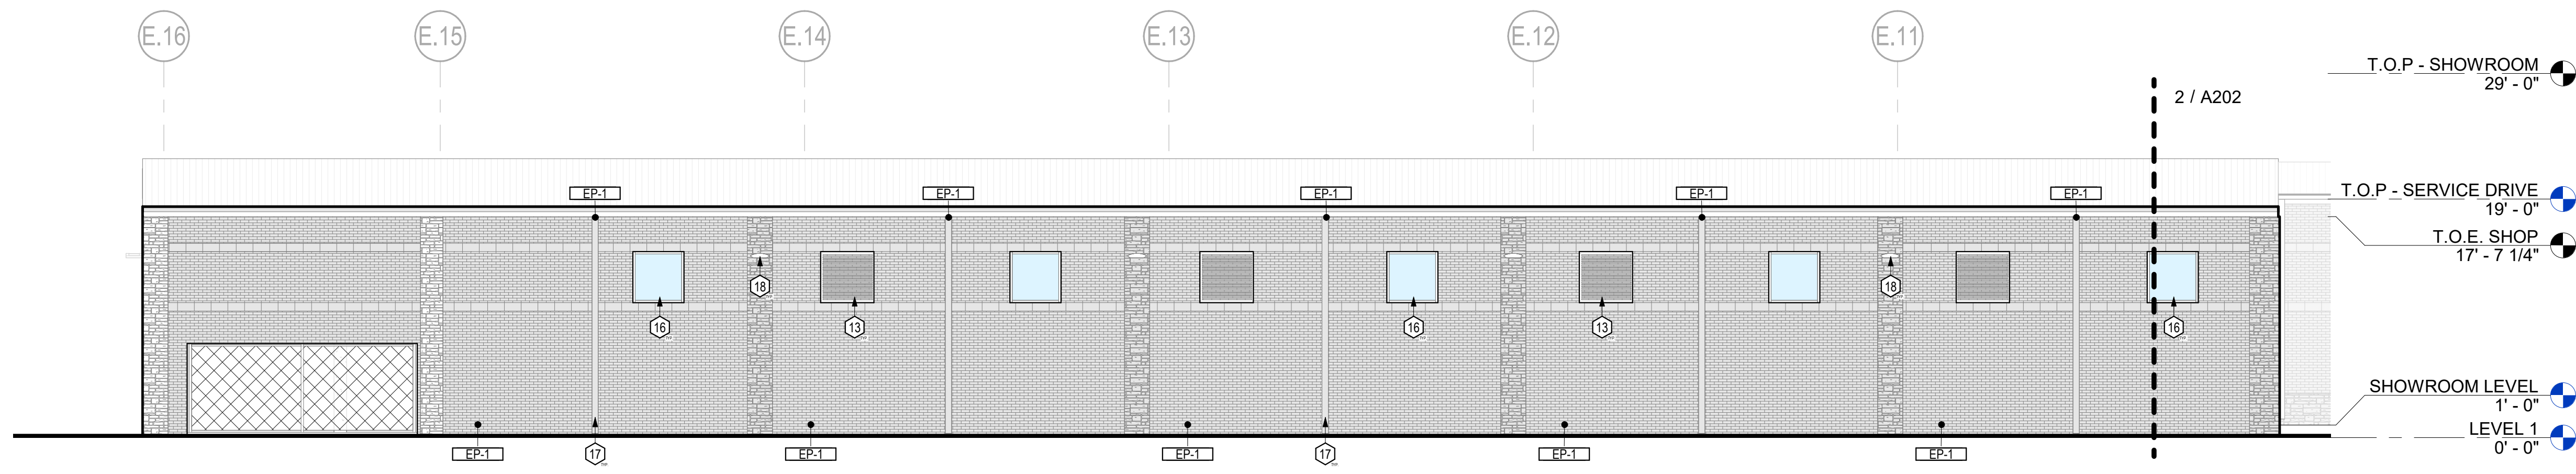 E.16 E.15 E.14 E.13 E.12 E.11
T.O.P - SHOWROOM
29' - 0"
2 / A202
EP-1 EP-1 EP-1 EP-1 EP-1
T.O.P - SERVICE DRIVE
19' - 0"
T.O.E. SHOP
17' - 7 1/4"
18 18
16 13 16 13 16
SHOWROOM LEVEL
1' - 0"
LEVEL 1
0' - 0"
EP-1 17 EP-1 EP-1 17 EP-1 EP-1